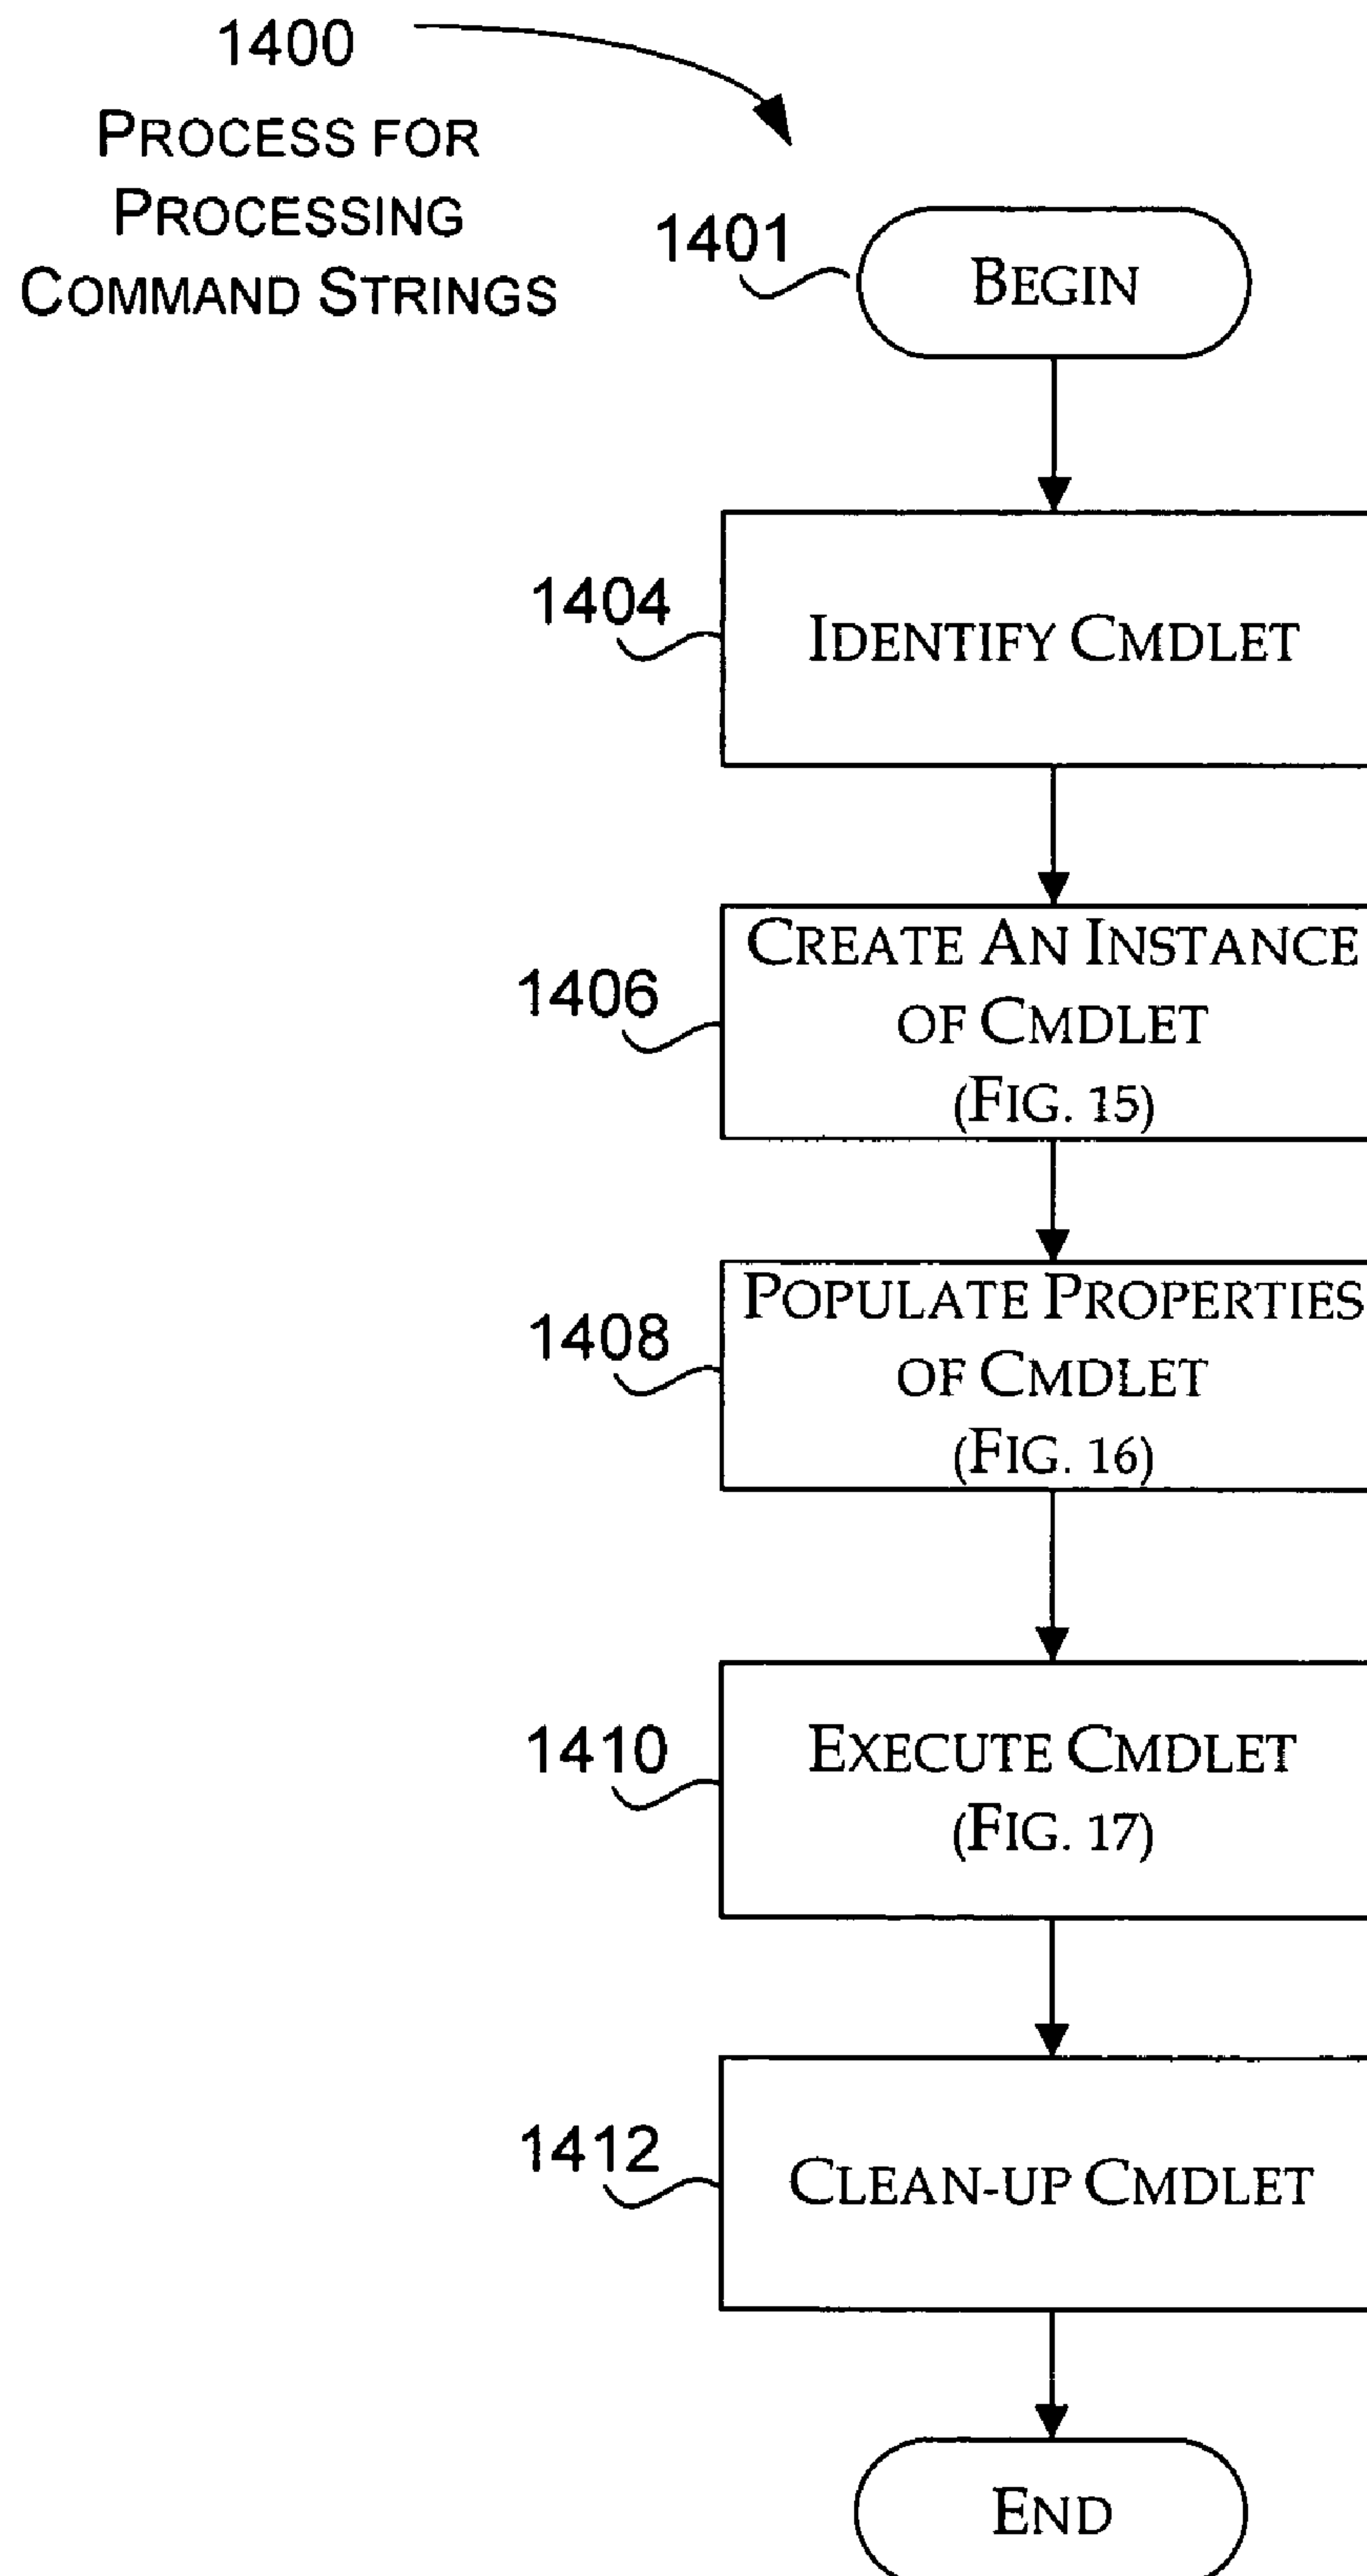 1400
PROCESS FOR
PROCESSING
COMMAND STRINGS
1401
BEGIN
1404
IDENTIFY CMDLET
1406
CREATE AN INSTANCE
OF CMDLET
(FIG. 15)
1408
POPULATE PROPERTIES
OF CMDLET
(FIG. 16)
1410
EXECUTE CMDLET
(FIG. 17)
1412
CLEAN-UP CMDLET
END